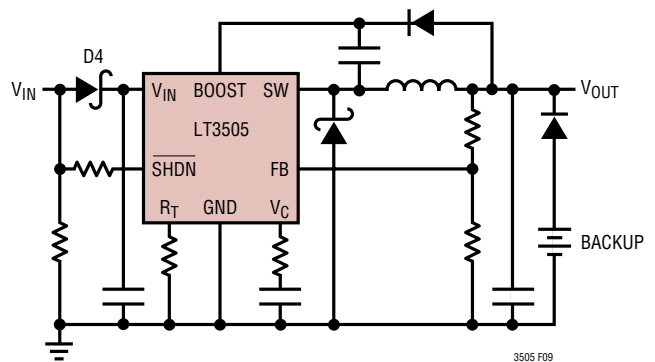 D4
V_IN
V_IN BOOST SW
V_OUT
LT3505
SHDN FB
R_T GND V_C
BACKUP
3505 F09